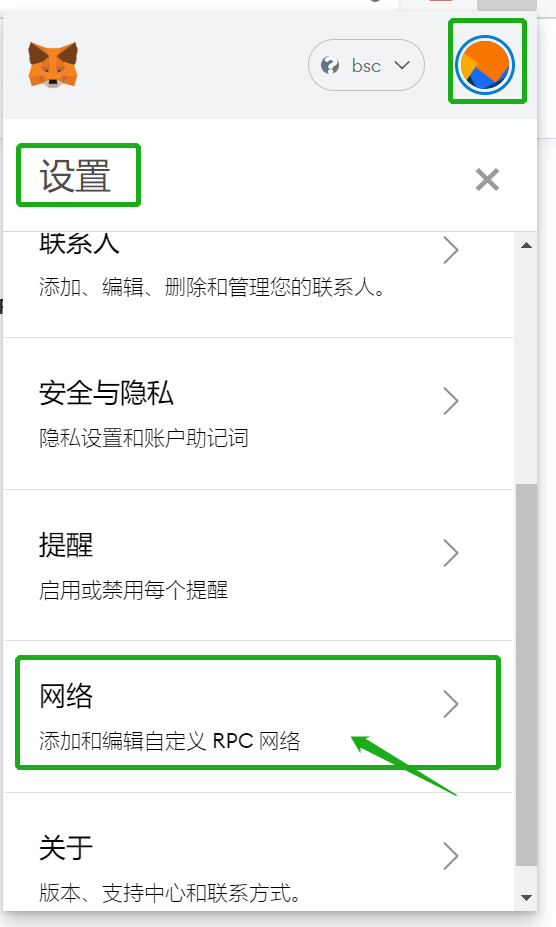 bsc
设置
联系人
添加、编辑、删除和管理您的联系人。
安全与隐私
隐私设置和账户助记词
提醒
启用或禁用每个提醒
网络
添加和编辑自定义 RPC 网络
关于
版本、支持中心和联系方式。